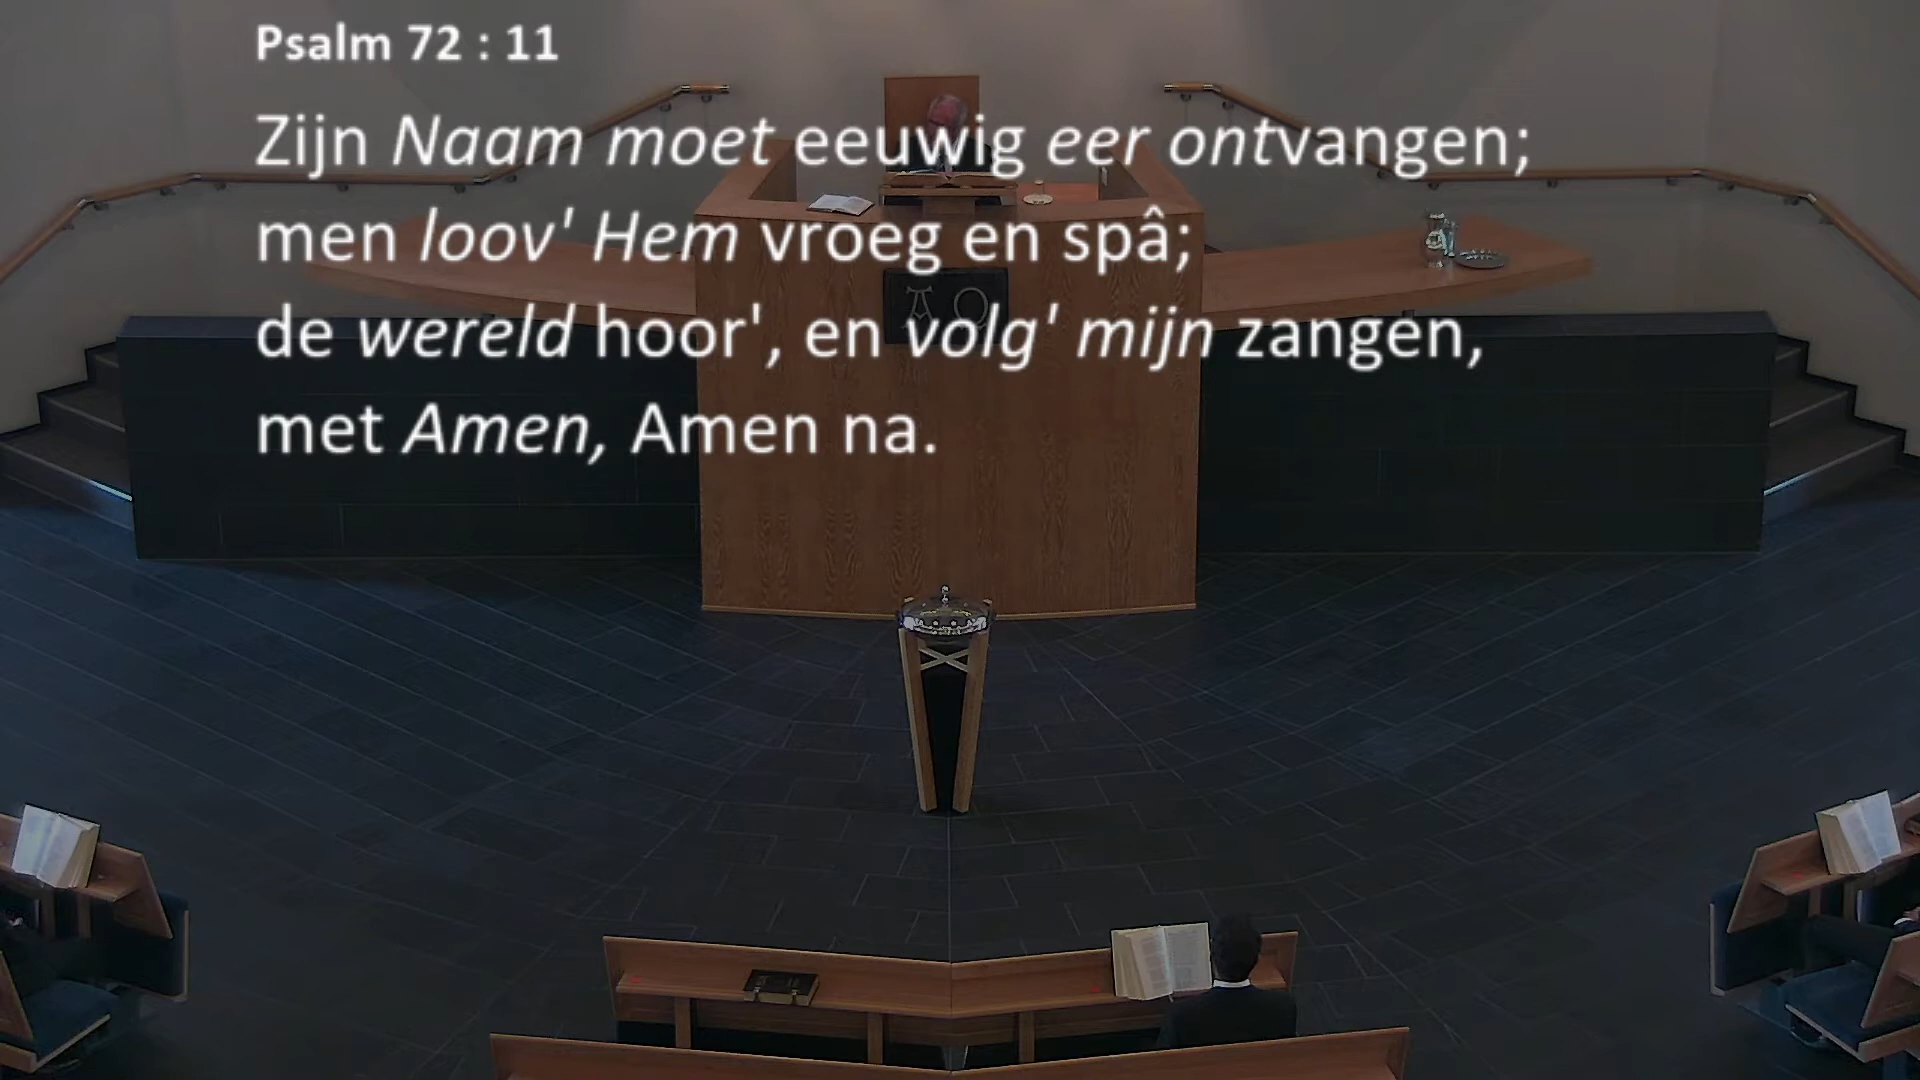 Psalm 72 : 11
Zijn Naam moet eeuwig eer ontvangen;
men loov' Hem vroeg en spâ;
de wereld hoor', en volg' mijn zangen,
met Amen, Amen na.
Α Ω